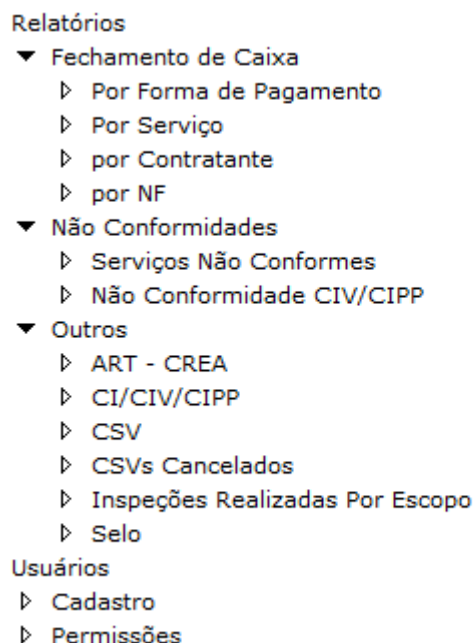 Relatórios
Fechamento de Caixa
Por Forma de Pagamento
Por Serviço
por Contratante
por NF
Não Conformidades
Serviços Não Conformes
Não Conformidade CIV/CIPP
Outros
ART - CREA
CI/CIV/CIPP
CSV
CSVs Cancelados
Inspeções Realizadas Por Escopo
Selo
Usuários
Cadastro
Permissões